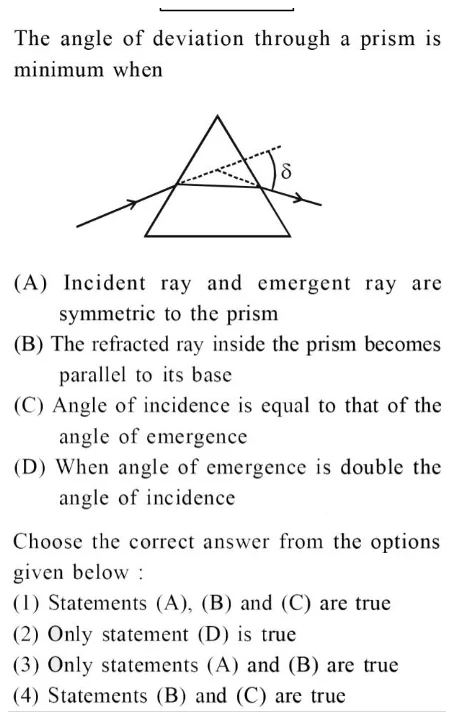 The angle of deviation through a prism is
minimum when
δ
(A) Incident ray and emergent ray are
symmetric to the prism
(B) The refracted ray inside the prism becomes
parallel to its base
(C) Angle of incidence is equal to that of the
angle of emergence
(D) When angle of emergence is double the
angle of incidence
Choose the correct answer from the options
given below :
(1) Statements (A), (B) and (C) are true
(2) Only statement (D) is true
(3) Only statements (A) and (B) are true
(4) Statements (B) and (C) are true